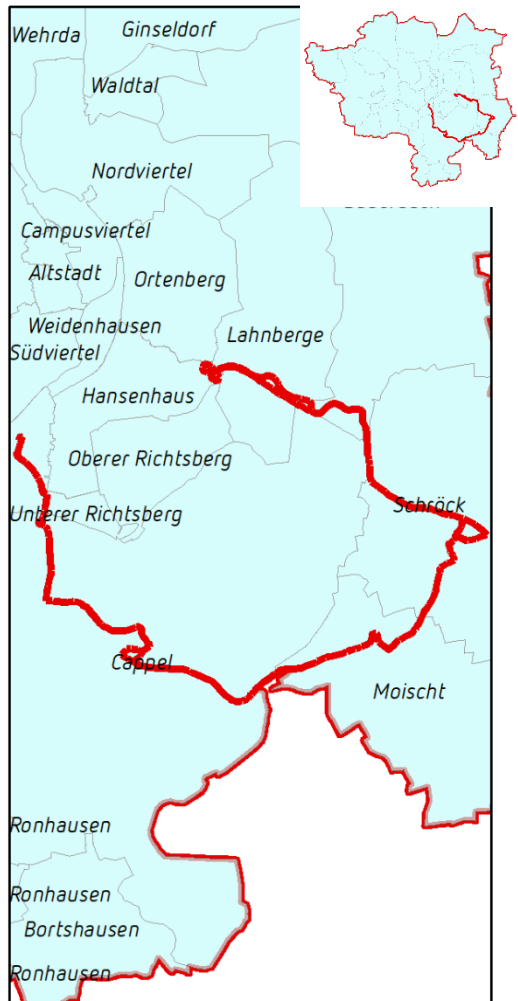 Wehrda
Ginseldorf
Waldtal
Nordviertel
Campusviertel
Altstadt
Ortenberg
Weidenhausen
Lahnberge
Südviertel
Hansenhaus
Oberer Richtsberg
Schröck
Unterer Richtsberg
Cappel
Moischt
Ronhausen
Ronhausen
Bortshausen
Ronhausen